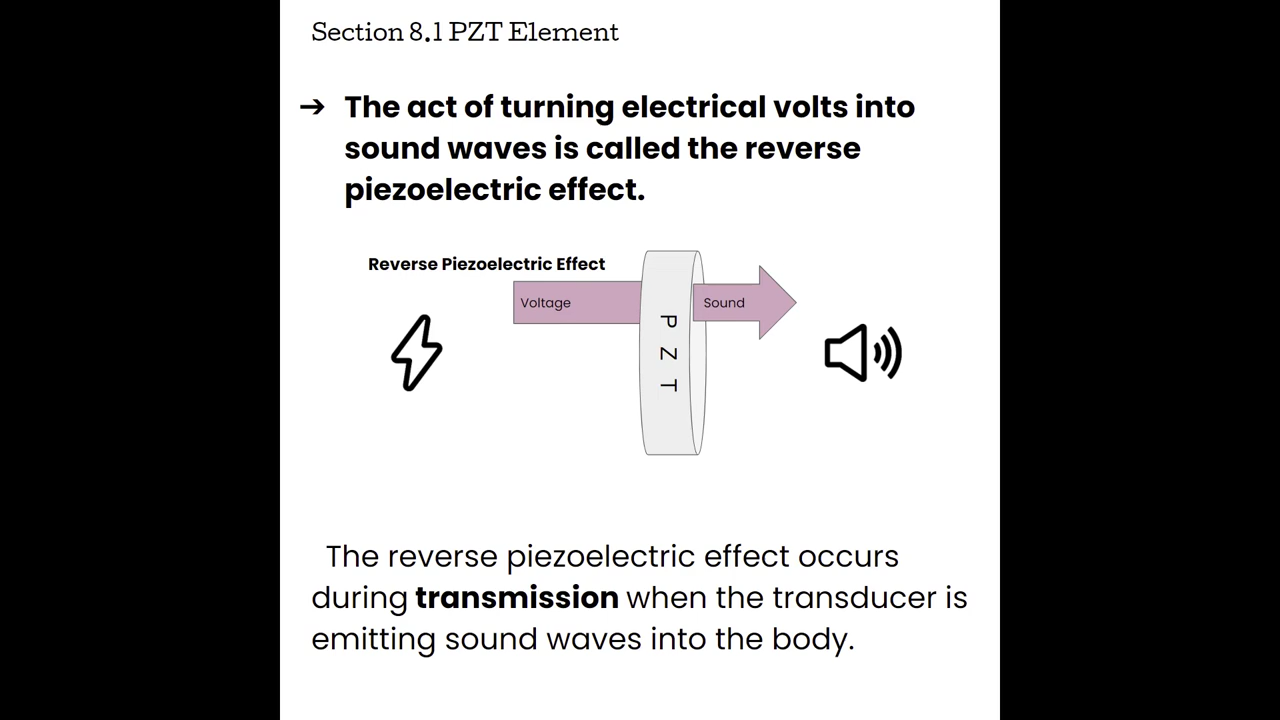 Section 8.1 PZT Element
➔ The act of turning electrical volts into
sound waves is called the reverse
piezoelectric effect.
Reverse Piezoelectric Effect
Voltage
PZT
Sound
The reverse piezoelectric effect occurs
during transmission when the transducer is
emitting sound waves into the body.